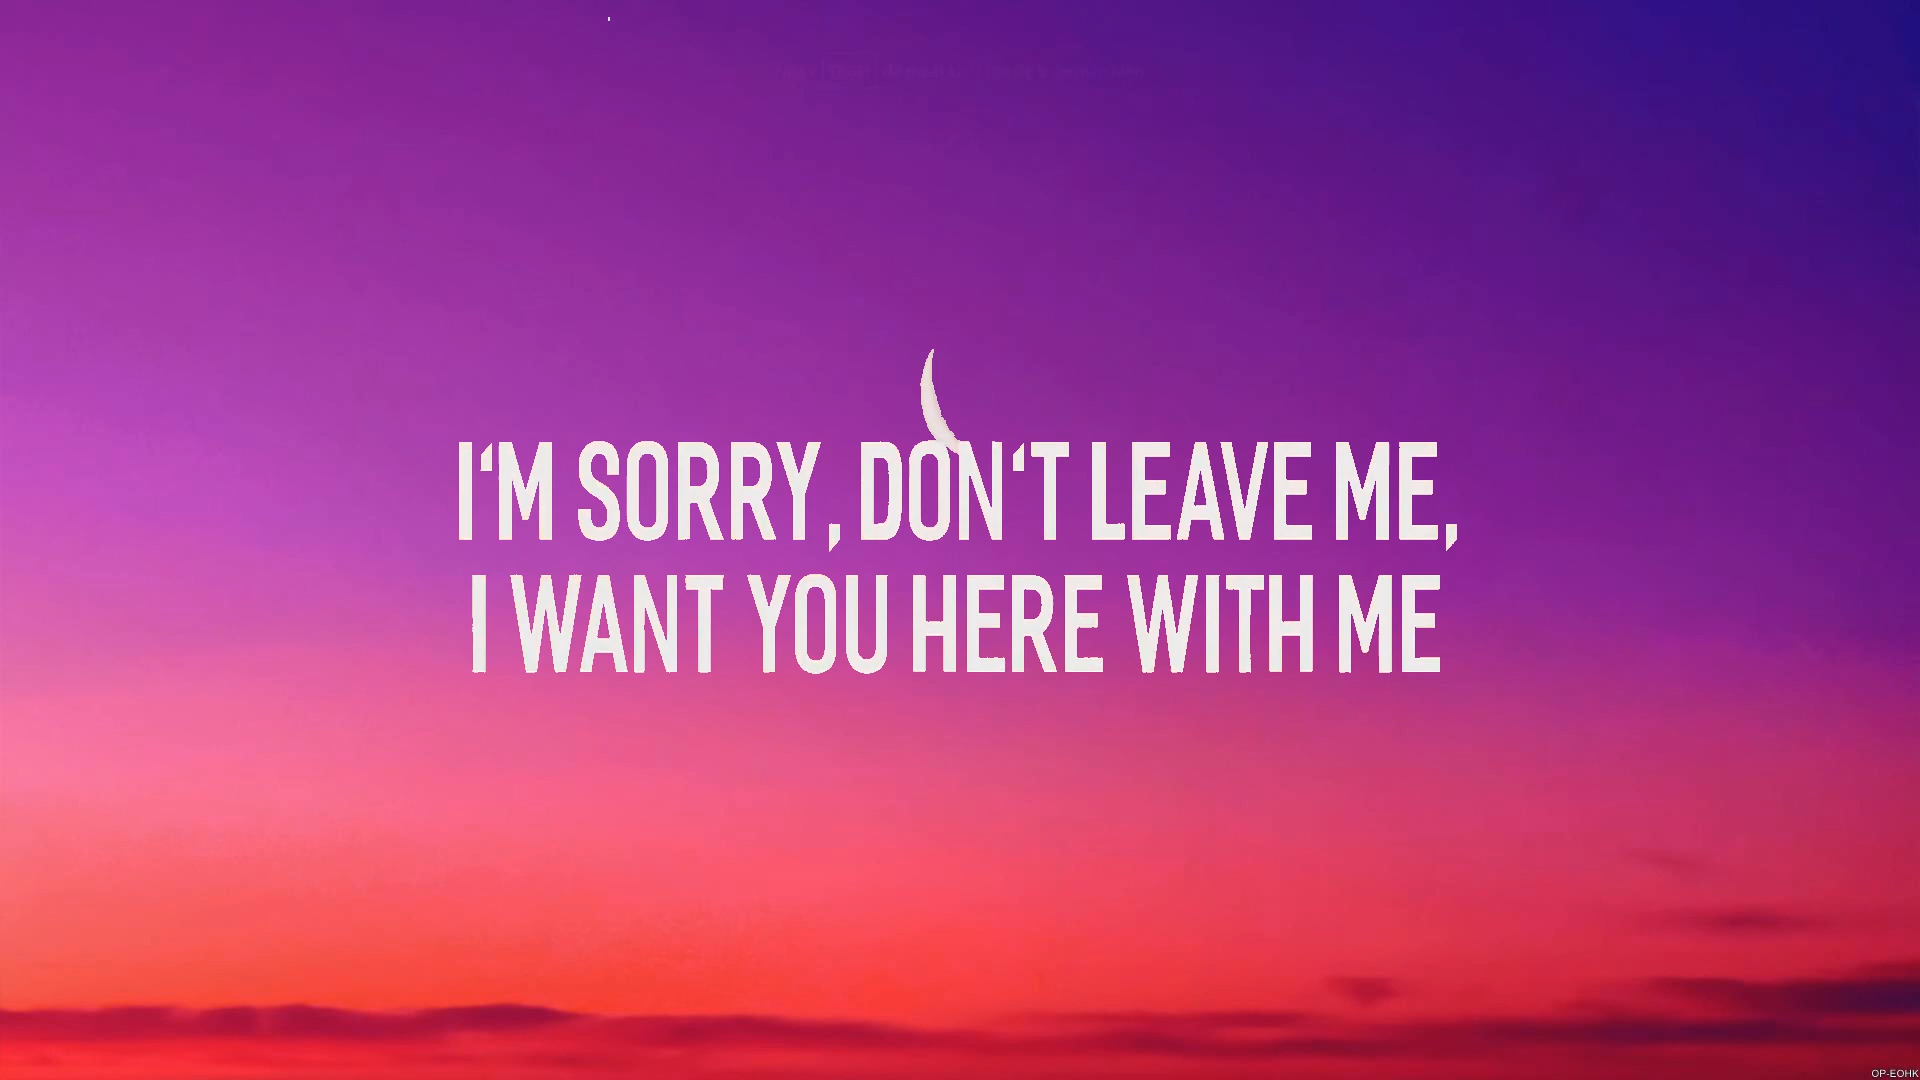 I‘M SORRY, DON‘T LEAVE ME,
I WANT YOU HERE WITH ME
OP-EOHK